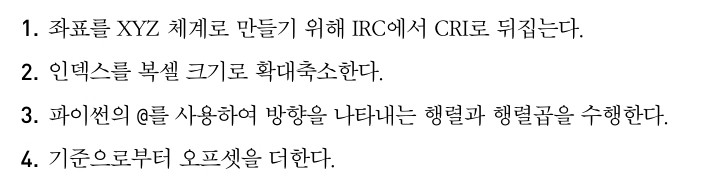 1. 좌표를 XYZ 체계로 만들기 위해 IRC에서 CRI로 뒤집는다.
2. 인덱스를 복셀 크기로 확대축소한다.
3. 파이썬의 @를 사용하여 방향을 나타내는 행렬과 행렬곱을 수행한다.
4. 기준으로부터 오프셋을 더한다.